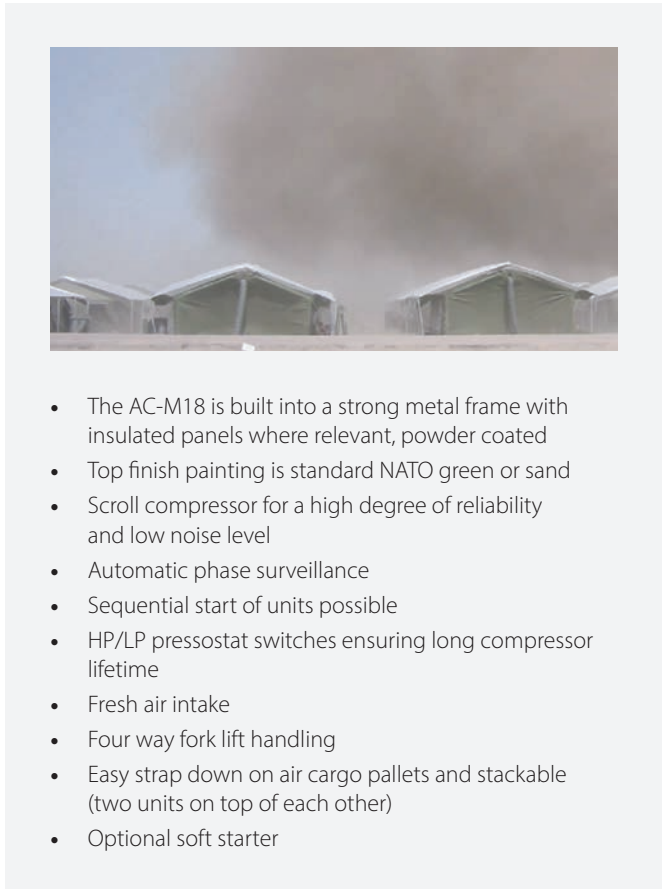 • The AC-M18 is built into a strong metal frame with
insulated panels where relevant, powder coated
• Top finish painting is standard NATO green or sand
• Scroll compressor for a high degree of reliability
and low noise level
• Automatic phase surveillance
• Sequential start of units possible
• HP/LP pressostat switches ensuring long compressor
lifetime
• Fresh air intake
• Four way fork lift handling
• Easy strap down on air cargo pallets and stackable
(two units on top of each other)
• Optional soft starter